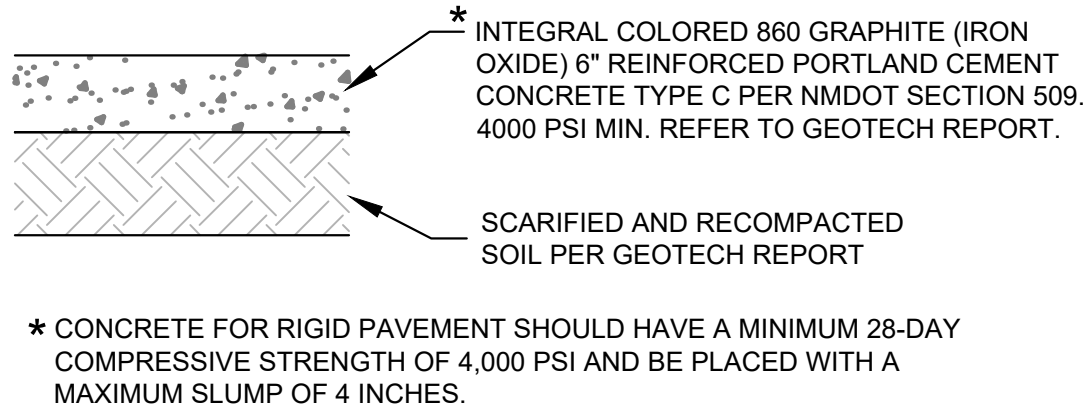 * INTEGRAL COLORED 860 GRAPHITE (IRON
OXIDE) 6" REINFORCED PORTLAND CEMENT
CONCRETE TYPE C PER NMDOT SECTION 509.
4000 PSI MIN. REFER TO GEOTECH REPORT.
SCARIFIED AND RECOMPACTED
SOIL PER GEOTECH REPORT
* CONCRETE FOR RIGID PAVEMENT SHOULD HAVE A MINIMUM 28-DAY
COMPRESSIVE STRENGTH OF 4,000 PSI AND BE PLACED WITH A
MAXIMUM SLUMP OF 4 INCHES.